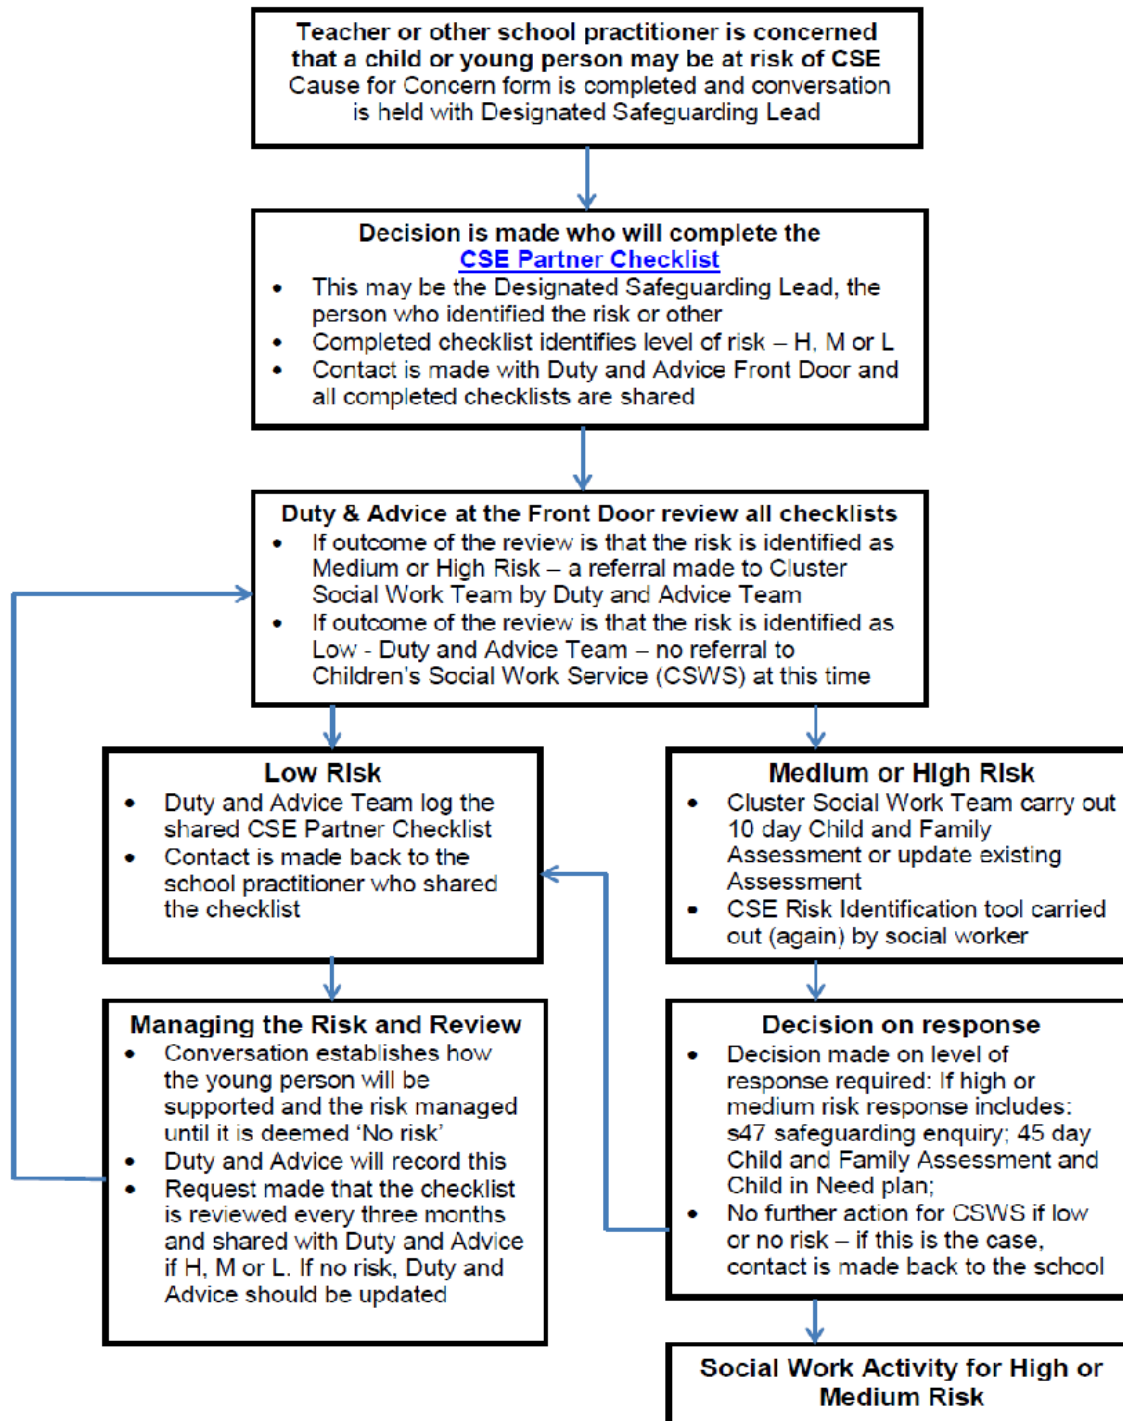 Teacher or other school practitioner is concerned
that a child or young person may be at risk of CSE
Cause for Concern form is completed and conversation
is held with Designated Safeguarding Lead
Decision is made who will complete the
CSE Partner Checklist
• This may be the Designated Safeguarding Lead, the
person who identified the risk or other
• Completed checklist identifies level of risk – H, M or L
• Contact is made with Duty and Advice Front Door and
all completed checklists are shared
Duty & Advice at the Front Door review all checklists
• If outcome of the review is that the risk is identified as
Medium or High Risk – a referral made to Cluster
Social Work Team by Duty and Advice Team
• If outcome of the review is that the risk is identified as
Low - Duty and Advice Team – no referral to
Children's Social Work Service (CSWS) at this time
Low Risk
• Duty and Advice Team log the
shared CSE Partner Checklist
• Contact is made back to the
school practitioner who shared
the checklist
Medium or High Risk
• Cluster Social Work Team carry out
10 day Child and Family
Assessment or update existing
Assessment
• CSE Risk Identification tool carried
out (again) by social worker
Managing the Risk and Review
• Conversation establishes how
the young person will be
supported and the risk managed
until it is deemed ‘No risk’
• Duty and Advice will record this
• Request made that the checklist
is reviewed every three months
and shared with Duty and Advice
if H, M or L. If no risk, Duty and
Advice should be updated
Decision on response
• Decision made on level of
response required: If high or
medium risk response includes:
s47 safeguarding enquiry; 45 day
Child and Family Assessment and
Child in Need plan;
• No further action for CSWS if low
or no risk – if this is the case,
contact is made back to the school
Social Work Activity for High or
Medium Risk